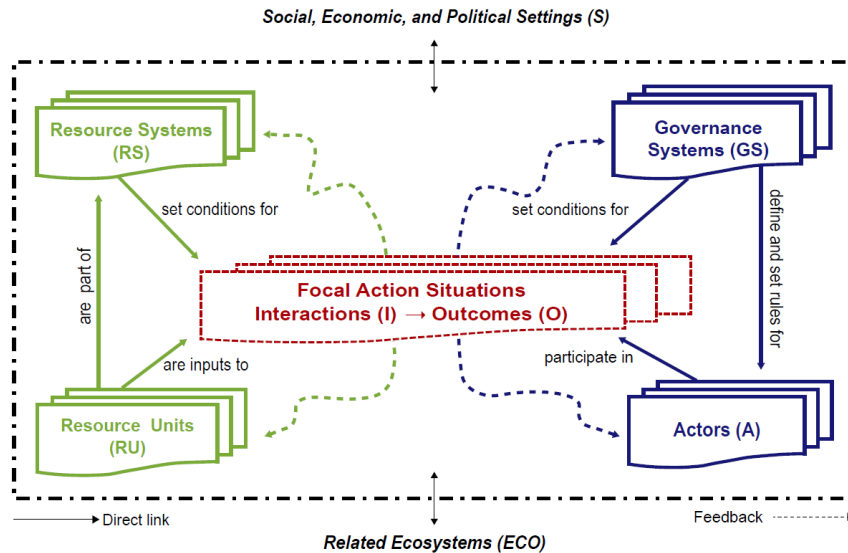 Social, Economic, and Political Settings (S)
Resource Systems
(RS)
Governance
Systems (GS)
set conditions for
set conditions for
are part of
define and set rules for
Focal Action Situations
Interactions (I) → Outcomes (O)
are inputs to
participate in
Resource Units
(RU)
Actors (A)
Direct link
Feedback
Related Ecosystems (ECO)